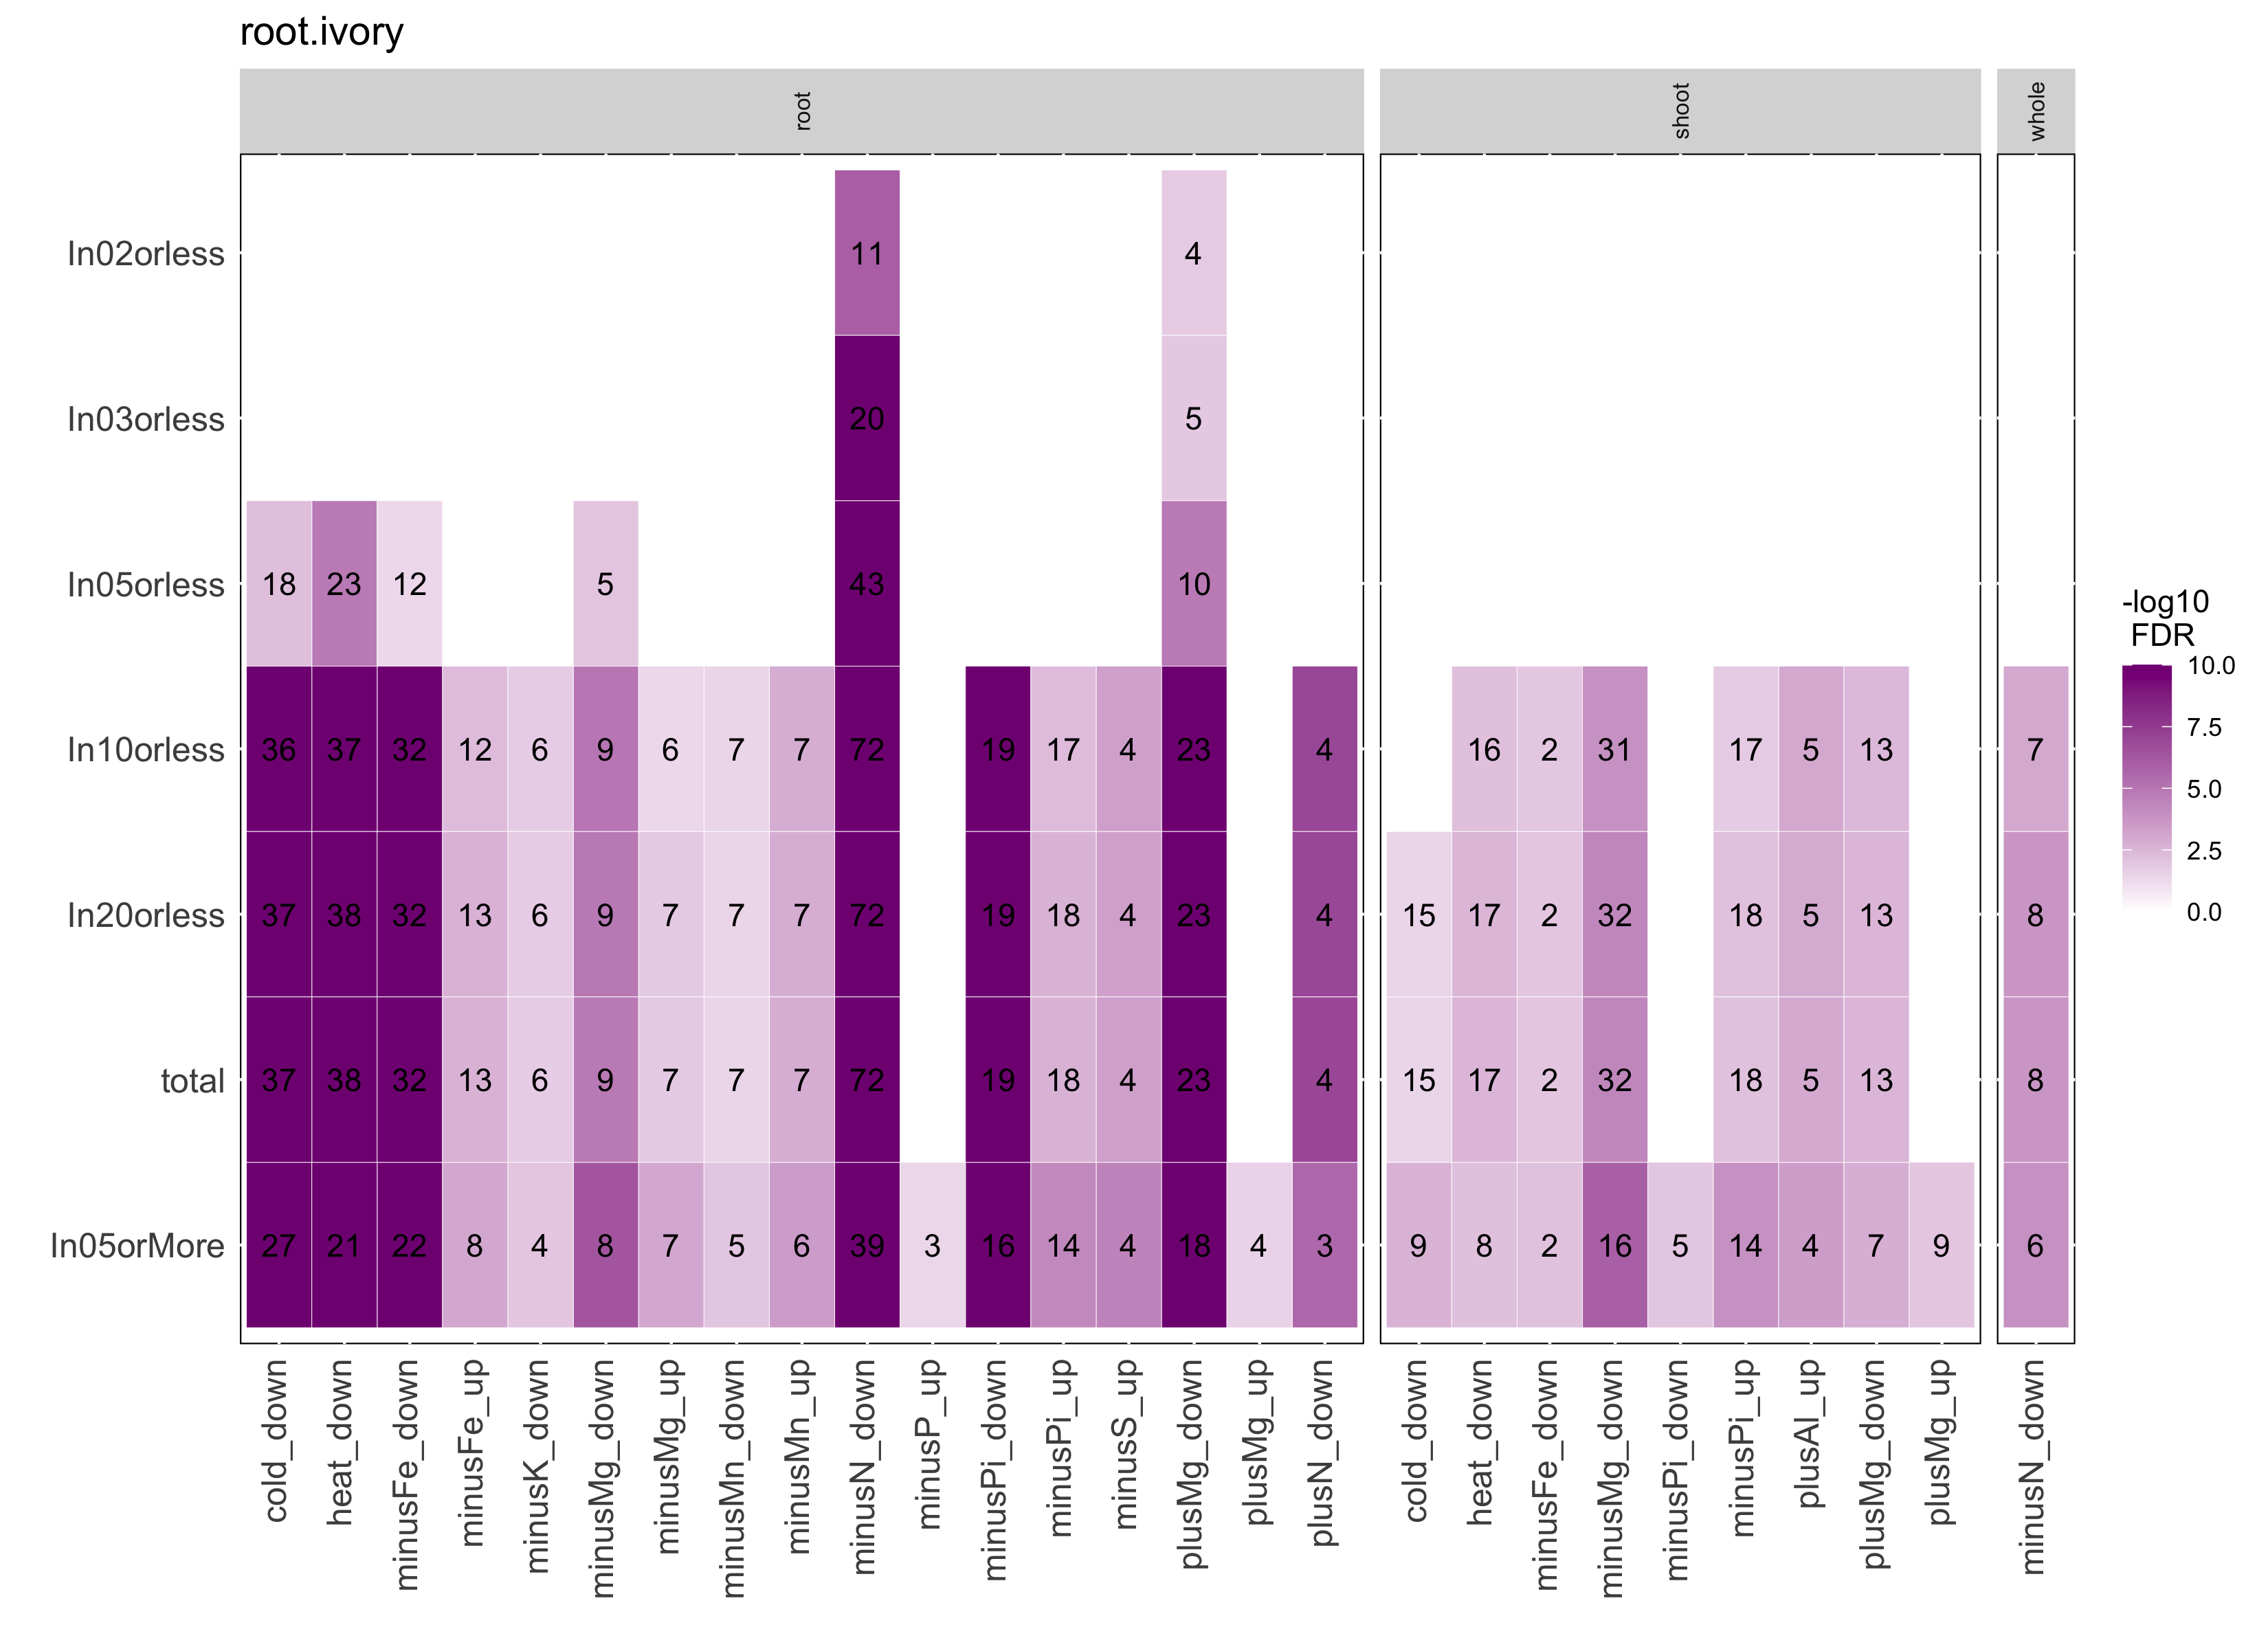 root.ivory
root shoot whole
In02orless 11 4
In03orless 20 5
In05orless 18 23 12 5 43 10
In10orless 36 37 32 12 6 9 6 7 7 72 19 17 4 23 4 16 2 31 17 5 13 7
In20orless 37 38 32 13 6 9 7 7 7 72 19 18 4 23 4 15 17 2 32 18 5 13 8
total 37 38 32 13 6 9 7 7 7 72 19 18 4 23 4 15 17 2 32 18 5 13 8
In05orMore 27 21 22 8 4 8 7 5 6 39 3 16 14 4 18 4 3 9 8 2 16 5 14 4 7 9 6
cold_down
heat_down
minusFe_down
minusFe_up
minusK_down
minusMg_down
minusMg_up
minusMn_down
minusMn_up
minusN_down
minusP_up
minusPi_down
minusPi_up
minusS_up
plusMg_down
plusMg_up
plusN_down
cold_down
heat_down
minusFe_down
minusMg_down
minusPi_down
minusPi_up
plusAl_up
plusMg_down
plusMg_up
minusN_down
-log10
FDR
10.0
7.5
5.0
2.5
0.0